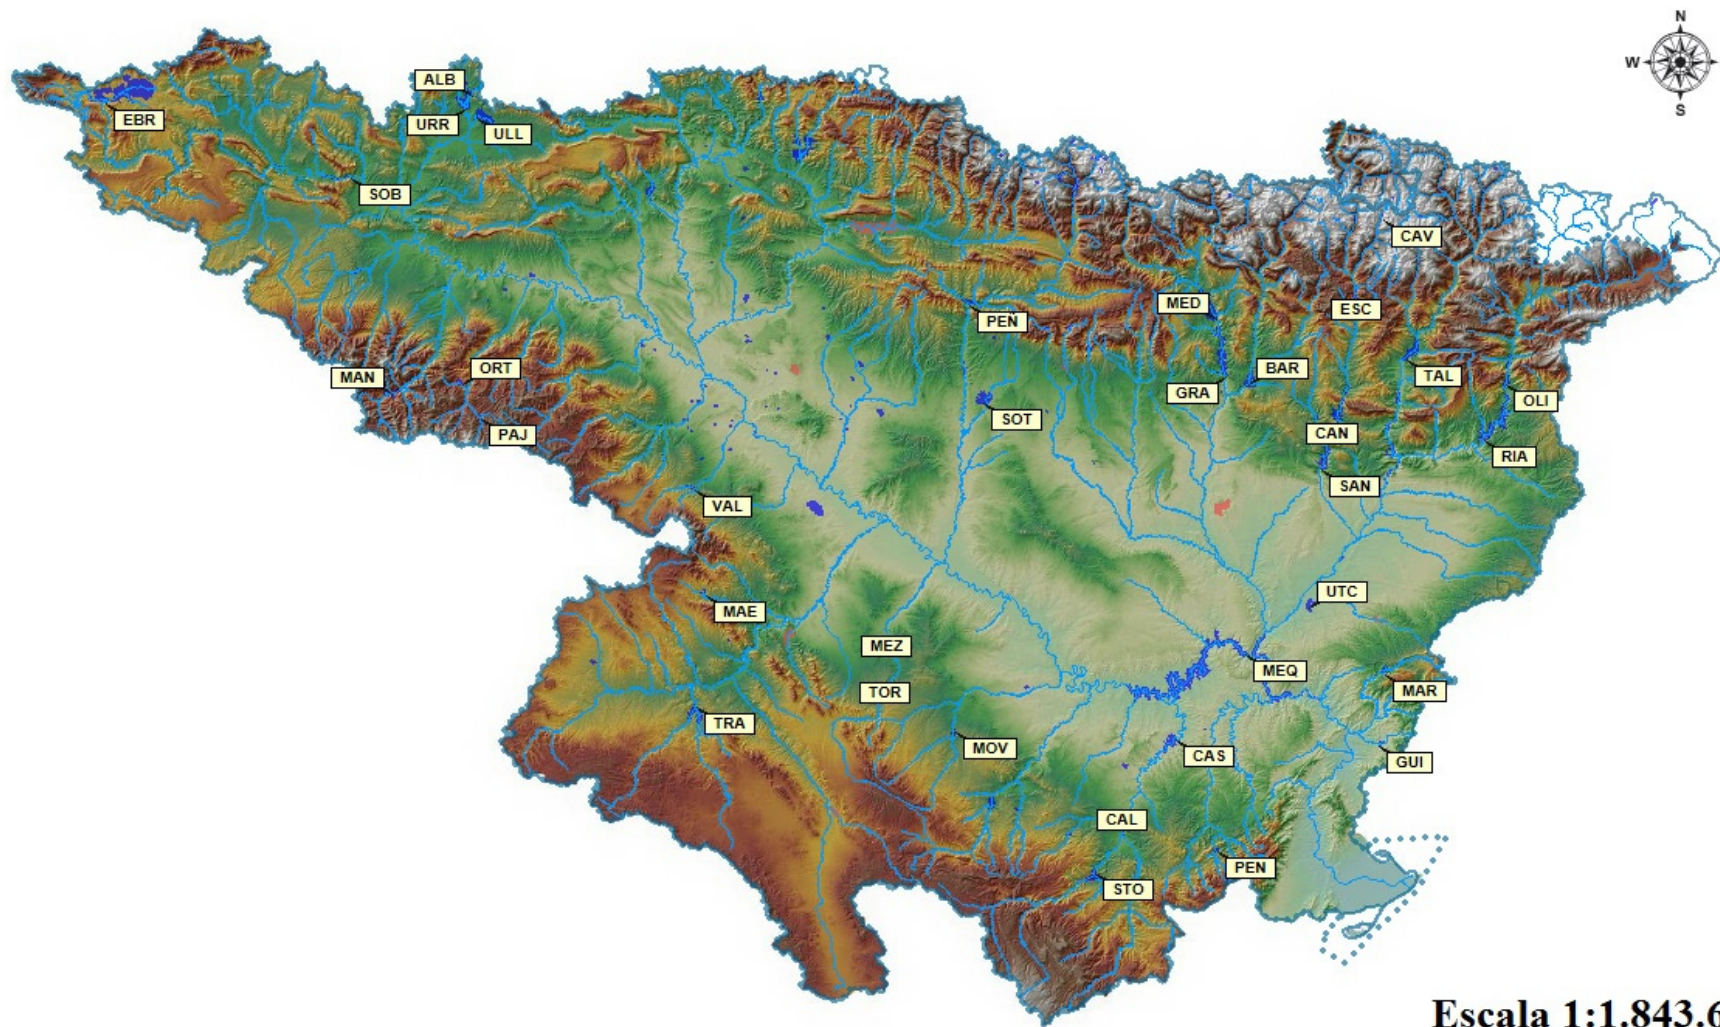 N
W
S
ALB
EBR
URR
ULL
SOB
CAV
MED
ESC
PEÑ
MAN
ORT
BAR
TAL
GRA
OLI
SOT
PAJ
CAN
RIA
SAN
VAL
UTC
MAE
MEZ
MEQ
TOR
MAR
TRA
MOV
CAS
GUI
CAL
PEN
STO
Escala 1:1.843.6